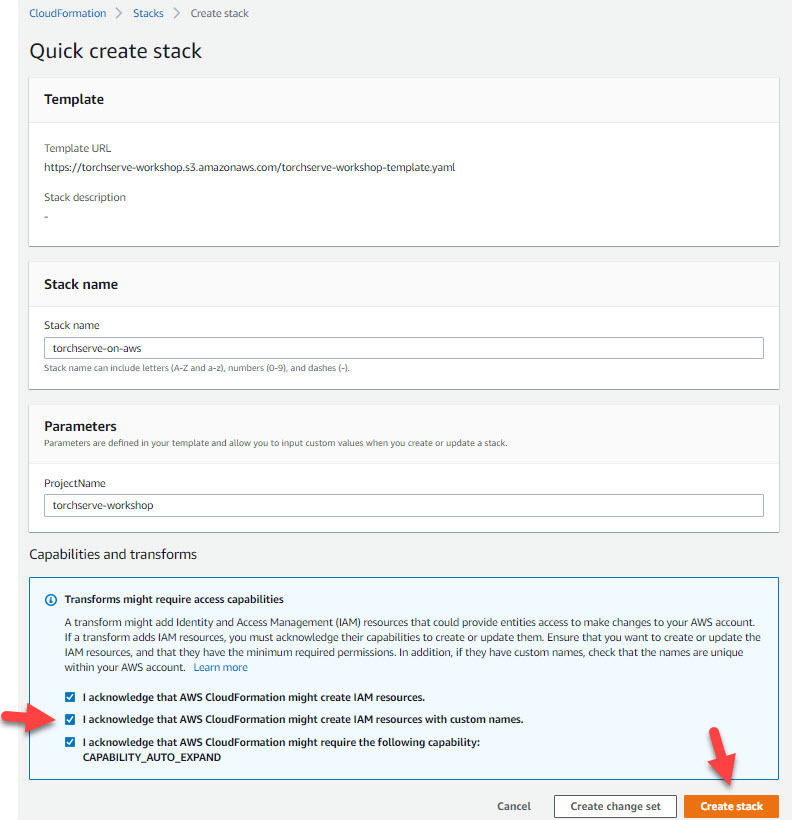 CloudFormation > Stacks > Create stack
Quick create stack
Template
Template URL
https://torchserve-workshop.s3.amazonaws.com/torchserve-workshop-template.yaml
Stack description
-
Stack name
Stack name
torchserve-on-aws
Stack name can include letters (A-Z and a-z), numbers (0-9), and dashes (-).
Parameters
Parameters are defined in your template and allow you to input custom values when you create or update a stack.
ProjectName
torchserve-workshop
Capabilities and transforms
Transforms might require access capabilities
A transform might add Identity and Access Management (IAM) resources that could provide entities access to make changes to your AWS account.
If a transform adds IAM resources, you must acknowledge their capabilities to create or update them. Ensure that you want to create or update the
IAM resources, and that they have the minimum required permissions. In addition, if they have custom names, check that the names are unique
within your AWS account. Learn more
I acknowledge that AWS CloudFormation might create IAM resources.
I acknowledge that AWS CloudFormation might create IAM resources with custom names.
I acknowledge that AWS CloudFormation might require the following capability:
CAPABILITY_AUTO_EXPAND
Cancel Create change set Create stack